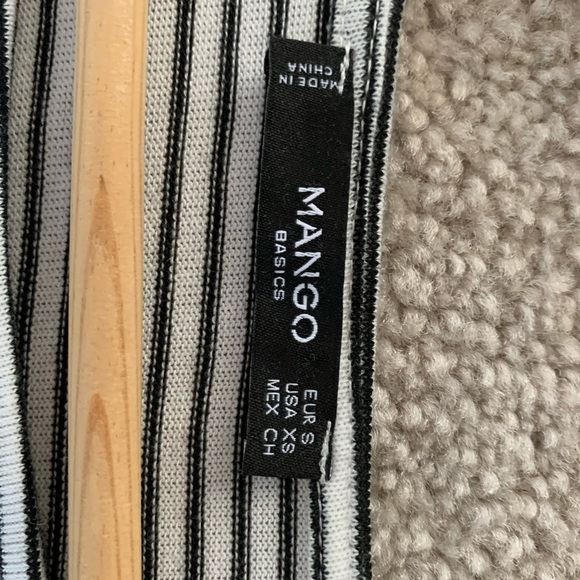 MADE IN
CHINA
MANGO
BASICS
EUR S
USA XS
MEX CH